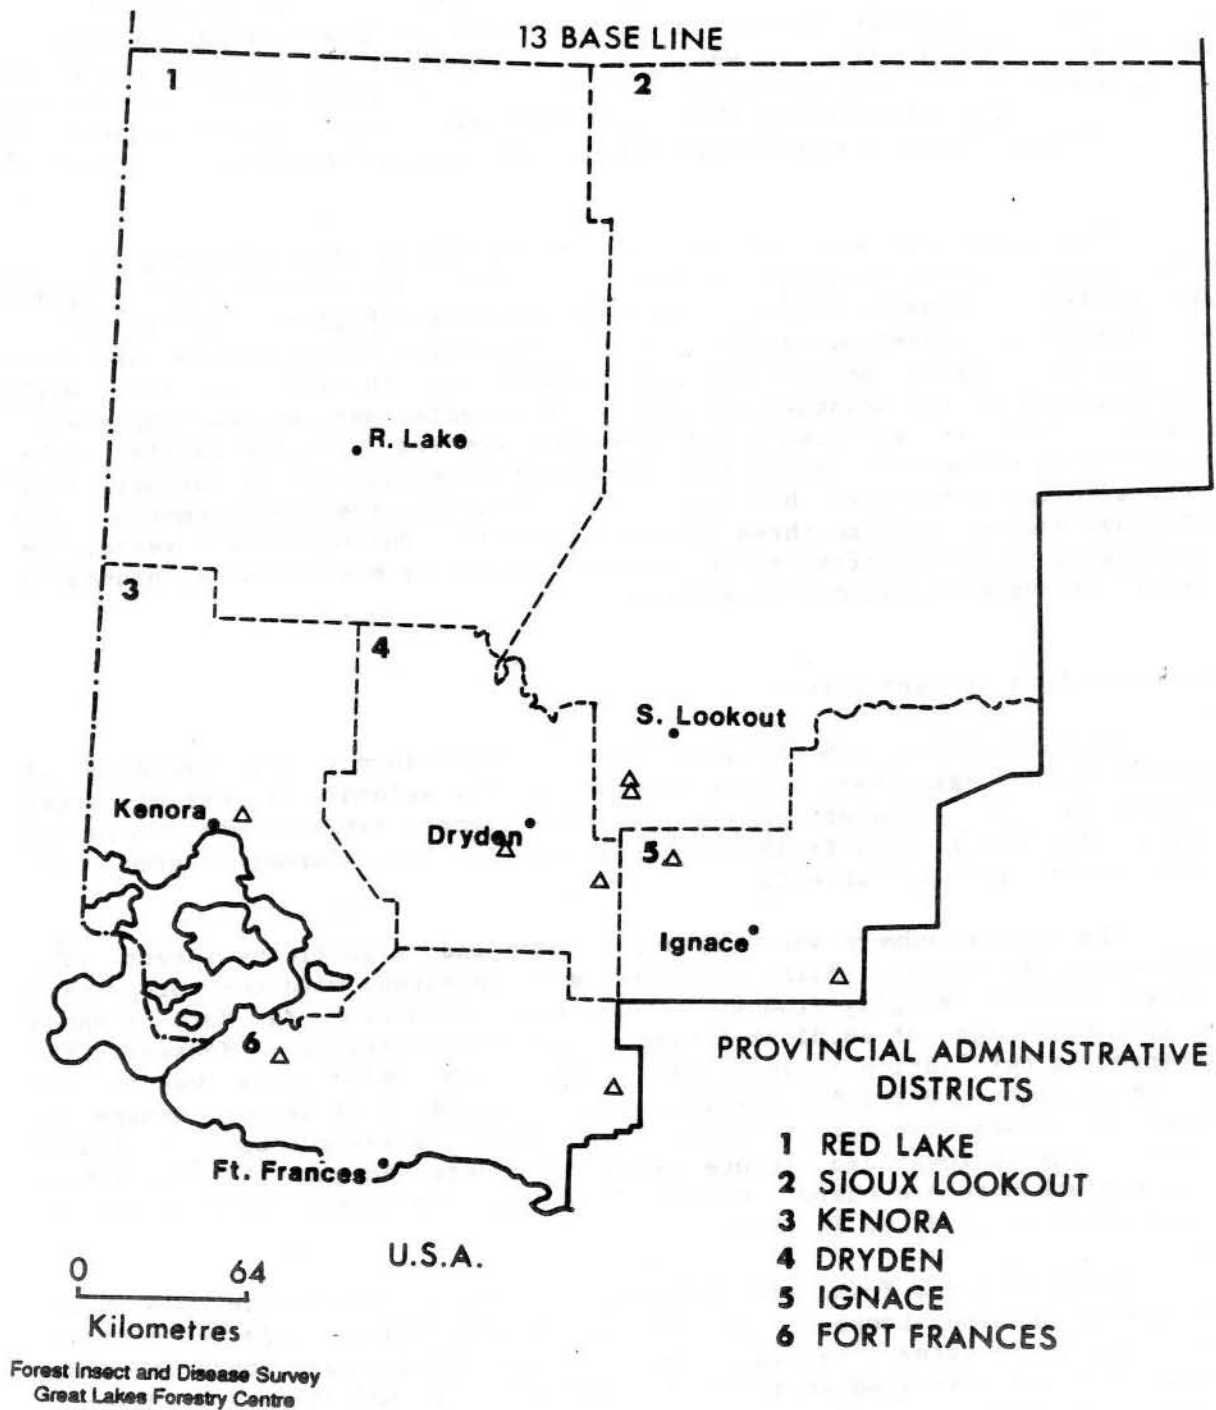 13 BASE LINE
1
2
R. Lake
3
4
S. Lookout
Kenora
Dryden
5
Ignace
6
PROVINCIAL ADMINISTRATIVE
DISTRICTS
1 RED LAKE
2 SIOUX LOOKOUT
3 KENORA
4 DRYDEN
5 IGNACE
6 FORT FRANCES
Ft. Frances
U.S.A.
0 64
Kilometres
Forest Insect and Disease Survey
Great Lakes Forestry Centre